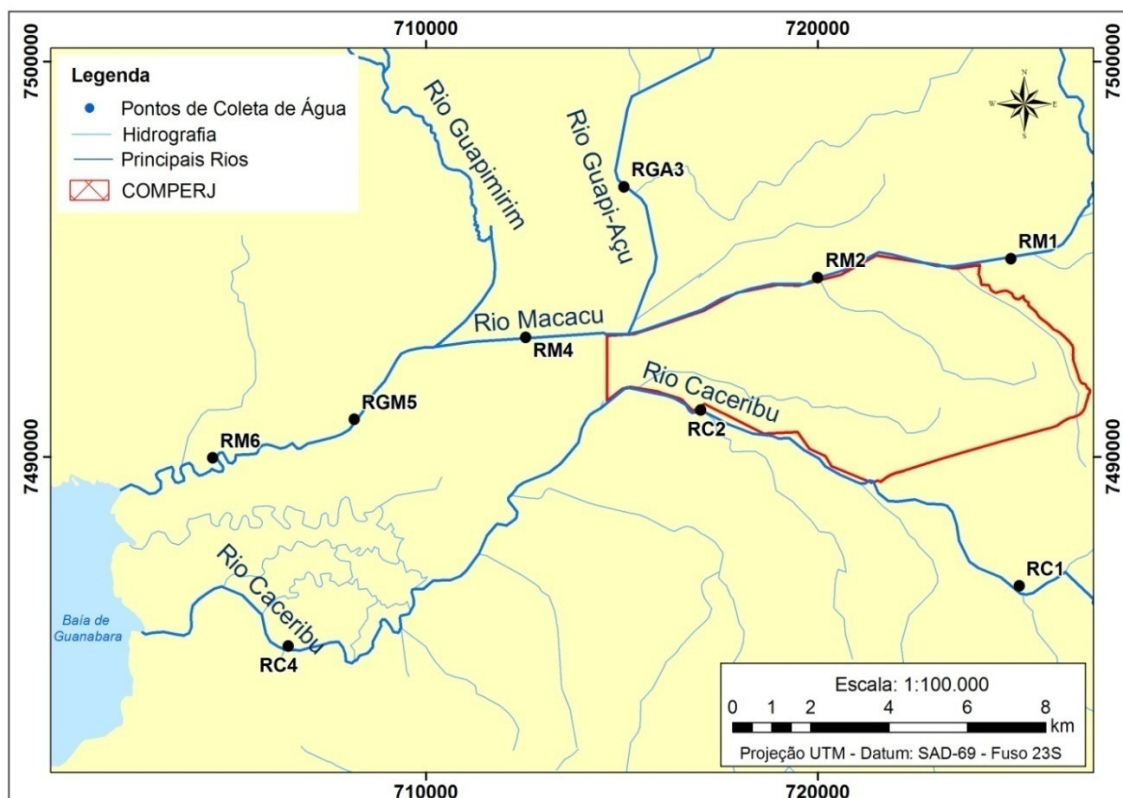 710000
720000
7500000
7500000
Legenda
Pontos de Coleta de Água
Hidrografia
Principais Rios
COMPERJ
N
W
E
S
Rio Guapimirim
Rio Guapi-Açu
RGA3
RM1
RM2
Rio Macacu
RM4
Rio Caceribu
RC2
RGM5
RM6
7490000
7490000
Rio Caceribu
RC4
RC1
Baía de
Guanabara
Escala: 1:100.000
0 1 2 4 6 8
km
Projeção UTM - Datum: SAD-69 - Fuso 23S
710000
720000